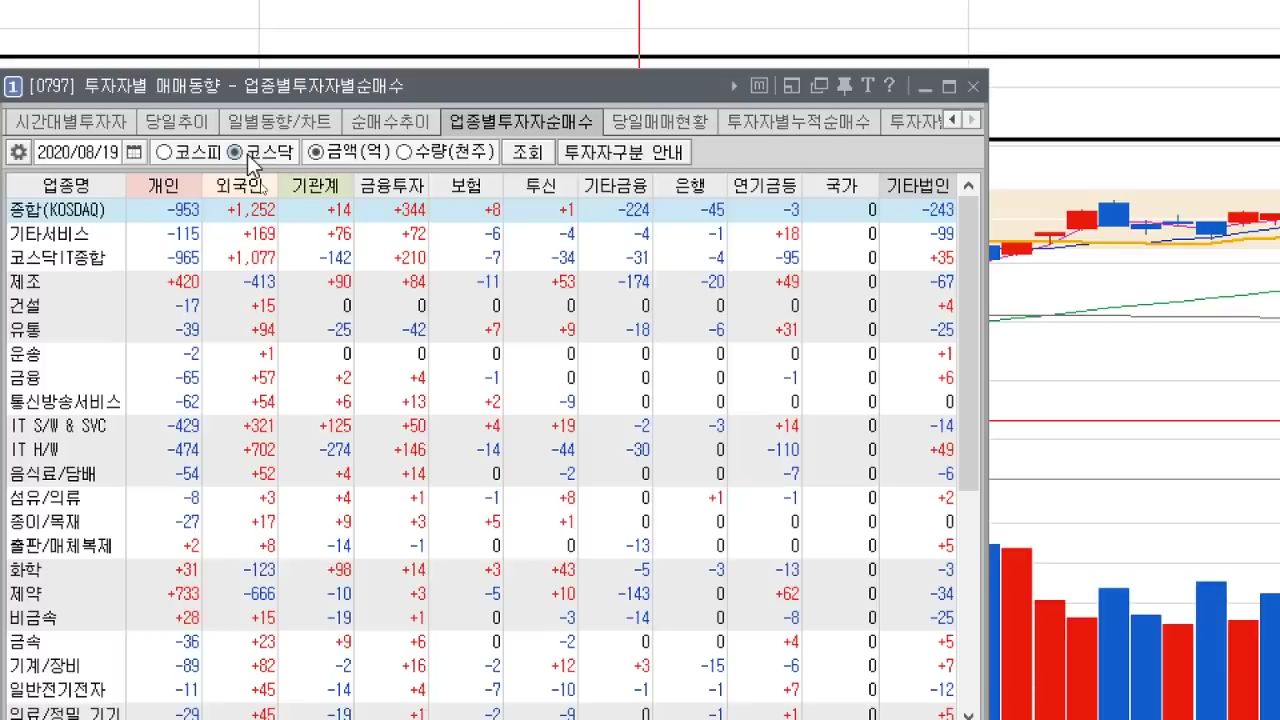 1 [0797] 투자자별 매매동향 - 업종별투자자별순매수 m T ?
시간대별투자자 당일추이 일별동향/차트 순매수추이 업종별투자자순매수 당일매매현황 투자자별누적순매수
2020/08/19 코스피 코스닥 금액(억) 수량(천주) 조회 투자자구분 안내
업종명 개인 외국인 기관계 금융투자 보험 투신 기타금융 은행 연기금등 국가 기타법인
종합(KOSDAQ) -953 +1,252 +14 +344 +8 +1 -224 -45 -3 0 -243
기타서비스 -115 +169 +76 +72 -6 -4 -4 -1 +18 0 -99
코스닥IT종합 -965 +1,077 -142 +210 -7 -34 -31 -4 -95 0 +35
제조 +420 -413 +90 +84 -11 +53 -174 -20 +49 0 -67
건설 -17 +15 0 0 0 0 0 0 0 0 +4
유통 -39 +94 -25 -42 +7 +9 -18 -6 +31 0 -25
운송 -2 +1 0 0 0 0 0 0 0 0 +1
금융 -65 +57 +2 +4 -1 0 0 0 -1 0 +6
통신방송서비스 -62 +54 +6 +13 +2 -9 0 0 0 0 0
IT S/W & SVC -429 +321 +125 +50 +4 +19 -2 -3 +14 0 -14
IT H/W -474 +702 -274 +146 -14 -44 -30 0 -110 0 +49
음식료/담배 -54 +52 +4 +14 0 -2 0 0 -7 0 -6
섬유/의류 -8 +3 +4 +1 -1 +8 0 +1 -1 0 +2
종이/목재 -27 +17 +9 +3 +5 +1 0 0 0 0 0
출판/매체복제 +2 +8 -14 -1 0 0 -13 0 0 0 +5
화학 +31 -123 +98 +14 +3 +43 -5 -3 -13 0 -3
제약 +733 -666 -10 +3 -5 +10 -143 0 +62 0 -34
비금속 +28 +15 -19 +1 0 -3 -14 0 -8 0 -25
금속 -36 +23 +9 +6 0 -2 0 0 +4 0 +5
기계/장비 -89 +82 -2 +16 -2 +12 +3 -15 -6 0 +7
일반전기전자 -11 +45 -14 +4 -7 -10 -1 -1 +7 0 -12
의료/정밀 기기 -29 +45 -19 +1 -2 -9 0 -1 +1 0 +5